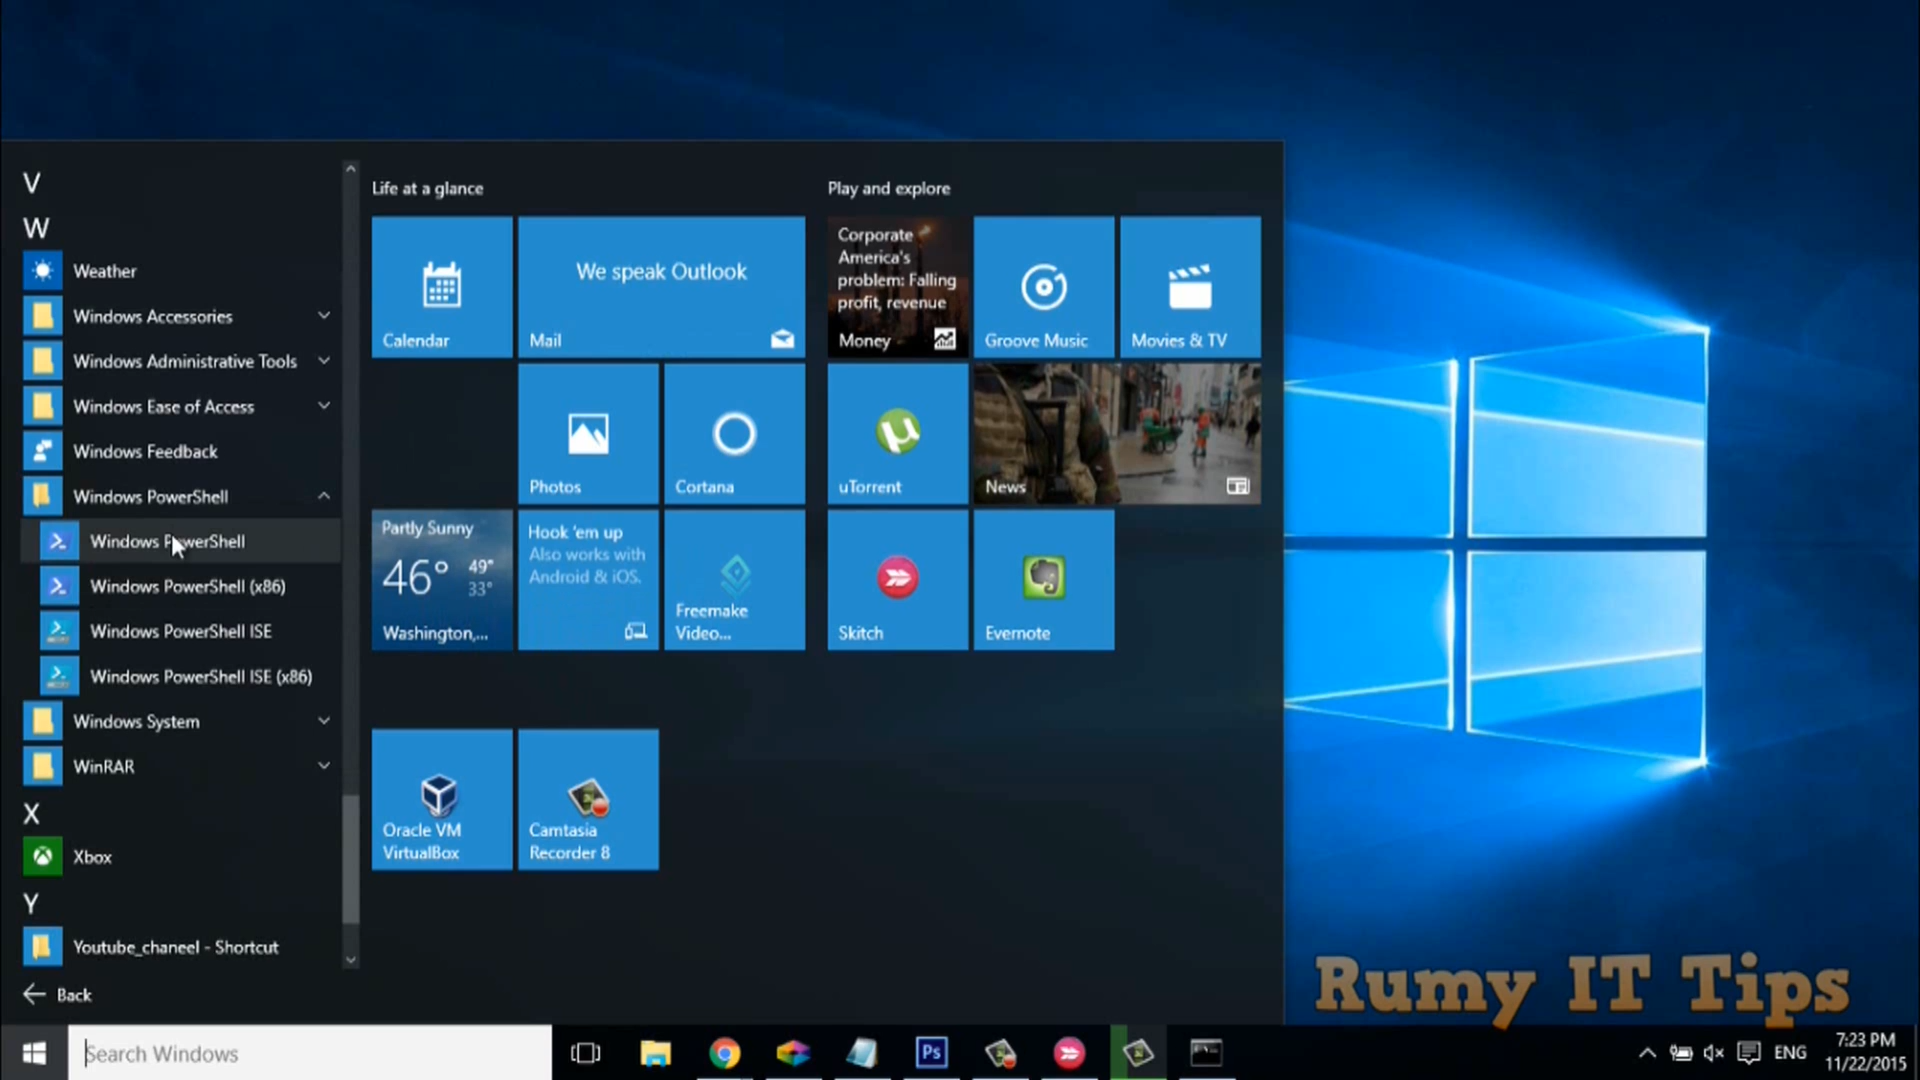 V
W
Weather
Windows Accessories
Windows Administrative Tools
Windows Ease of Access
Windows Feedback
Windows PowerShell
Windows PowerShell
Windows PowerShell (x86)
Windows PowerShell ISE
Windows PowerShell ISE (x86)
Windows System
WinRAR
X
Xbox
Y
Youtube_chaneel - Shortcut
Back
Life at a glance
Calendar
We speak Outlook
Mail
Photos
Cortana
Partly Sunny
46° 49°
33°
Washington,...
Hook 'em up
Also works with
Android & iOS.
Freemake
Video...
Oracle VM
VirtualBox
Camtasia
Recorder 8
Play and explore
Corporate
America's
problem: Falling
profit, revenue
Money
Groove Music
Movies & TV
uTorrent
News
Skitch
Evernote
Rumy IT Tips
Search Windows
Ps
ENG
7:23 PM
11/22/2015